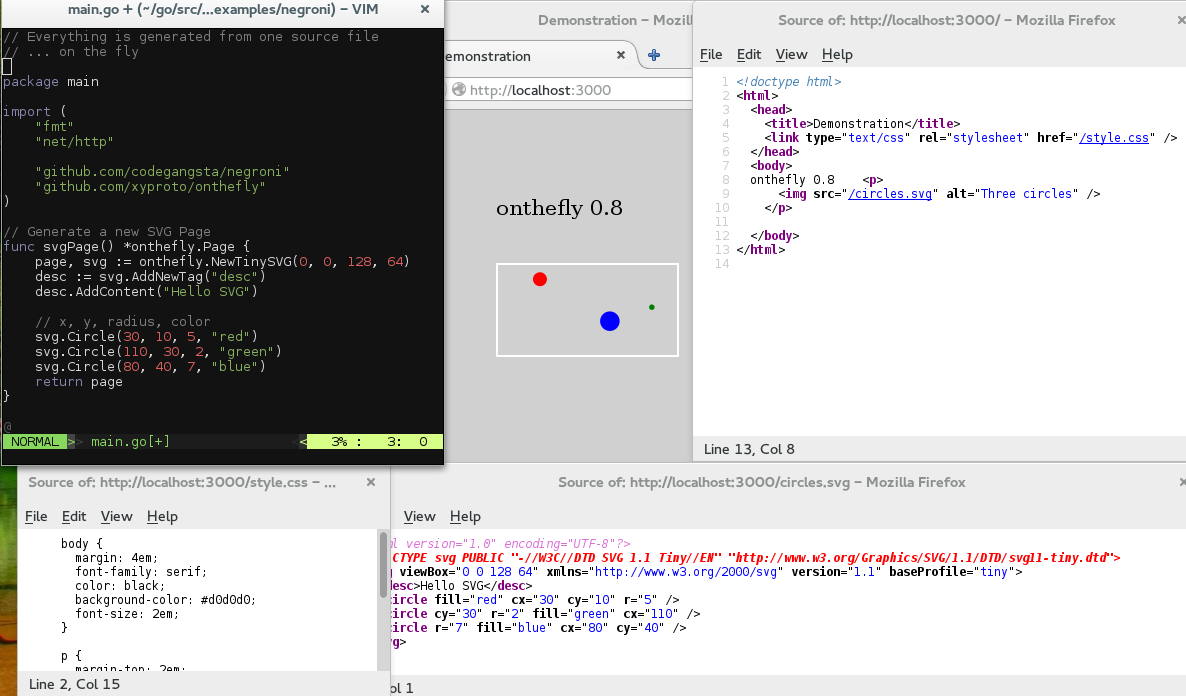 main.go + (~/go/src/...examples/negroni) - VIM
// Everything is generated from one source file
// ... on the fly
package main
import (
"fmt"
"net/http"
"github.com/codegangsta/negroni"
"github.com/xyproto/onthefly"
)
// Generate a new SVG Page
func svgPage() *onthefly.Page {
page, svg := onthefly.NewTinySVG(0, 0, 128, 64)
desc := svg.AddNewTag("desc")
desc.AddContent("Hello SVG")
// x, y, radius, color
svg.Circle(30, 10, 5, "red")
svg.Circle(110, 30, 2, "green")
svg.Circle(80, 40, 7, "blue")
return page
}
@
NORMAL > > main.go[+] < < 3% : 3: 0
Demonstration - Mozill
emonstration
http://localhost:3000
onthefly 0.8
Source of: http://localhost:3000/ - Mozilla Firefox
File Edit View Help
1 <!doctype html>
2 <html>
3 <head>
4 <title>Demonstration</title>
5 <link type="text/css" rel="stylesheet" href="/style.css" />
6 </head>
7 <body>
8 onthefly 0.8 <p>
9 <img src="/circles.svg" alt="Three circles" />
10 </p>
11
12 </body>
13 </html>
14
Line 13, Col 8
Source of: http://localhost:3000/style.css - ...
File Edit View Help
body {
margin: 4em;
font-family: serif;
color: black;
background-color: #d0d0d0;
font-size: 2em;
}
p {
margin-top: 2em;
Line 2, Col 15
Source of: http://localhost:3000/circles.svg - Mozilla Firefox
View Help
ml version="1.0" encoding="UTF-8"?>
CTYPE svg PUBLIC "-//W3C//DTD SVG 1.1 Tiny//EN" "http://www.w3.org/Graphics/SVG/1.1/DTD/svg11-tiny.dtd">
g viewBox="0 0 128 64" xmlns="http://www.w3.org/2000/svg" version="1.1" baseProfile="tiny">
desc>Hello SVG</desc>
circle fill="red" cx="30" cy="10" r="5" />
circle cy="30" r="2" fill="green" cx="110" />
circle r="7" fill="blue" cx="80" cy="40" />
vg>
ol 1